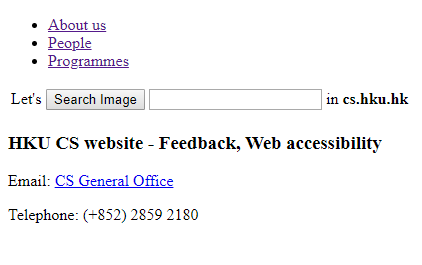 About us
People
Programmes
Let's Search Image in cs.hku.hk
HKU CS website - Feedback, Web accessibility
Email: CS General Office
Telephone: (+852) 2859 2180